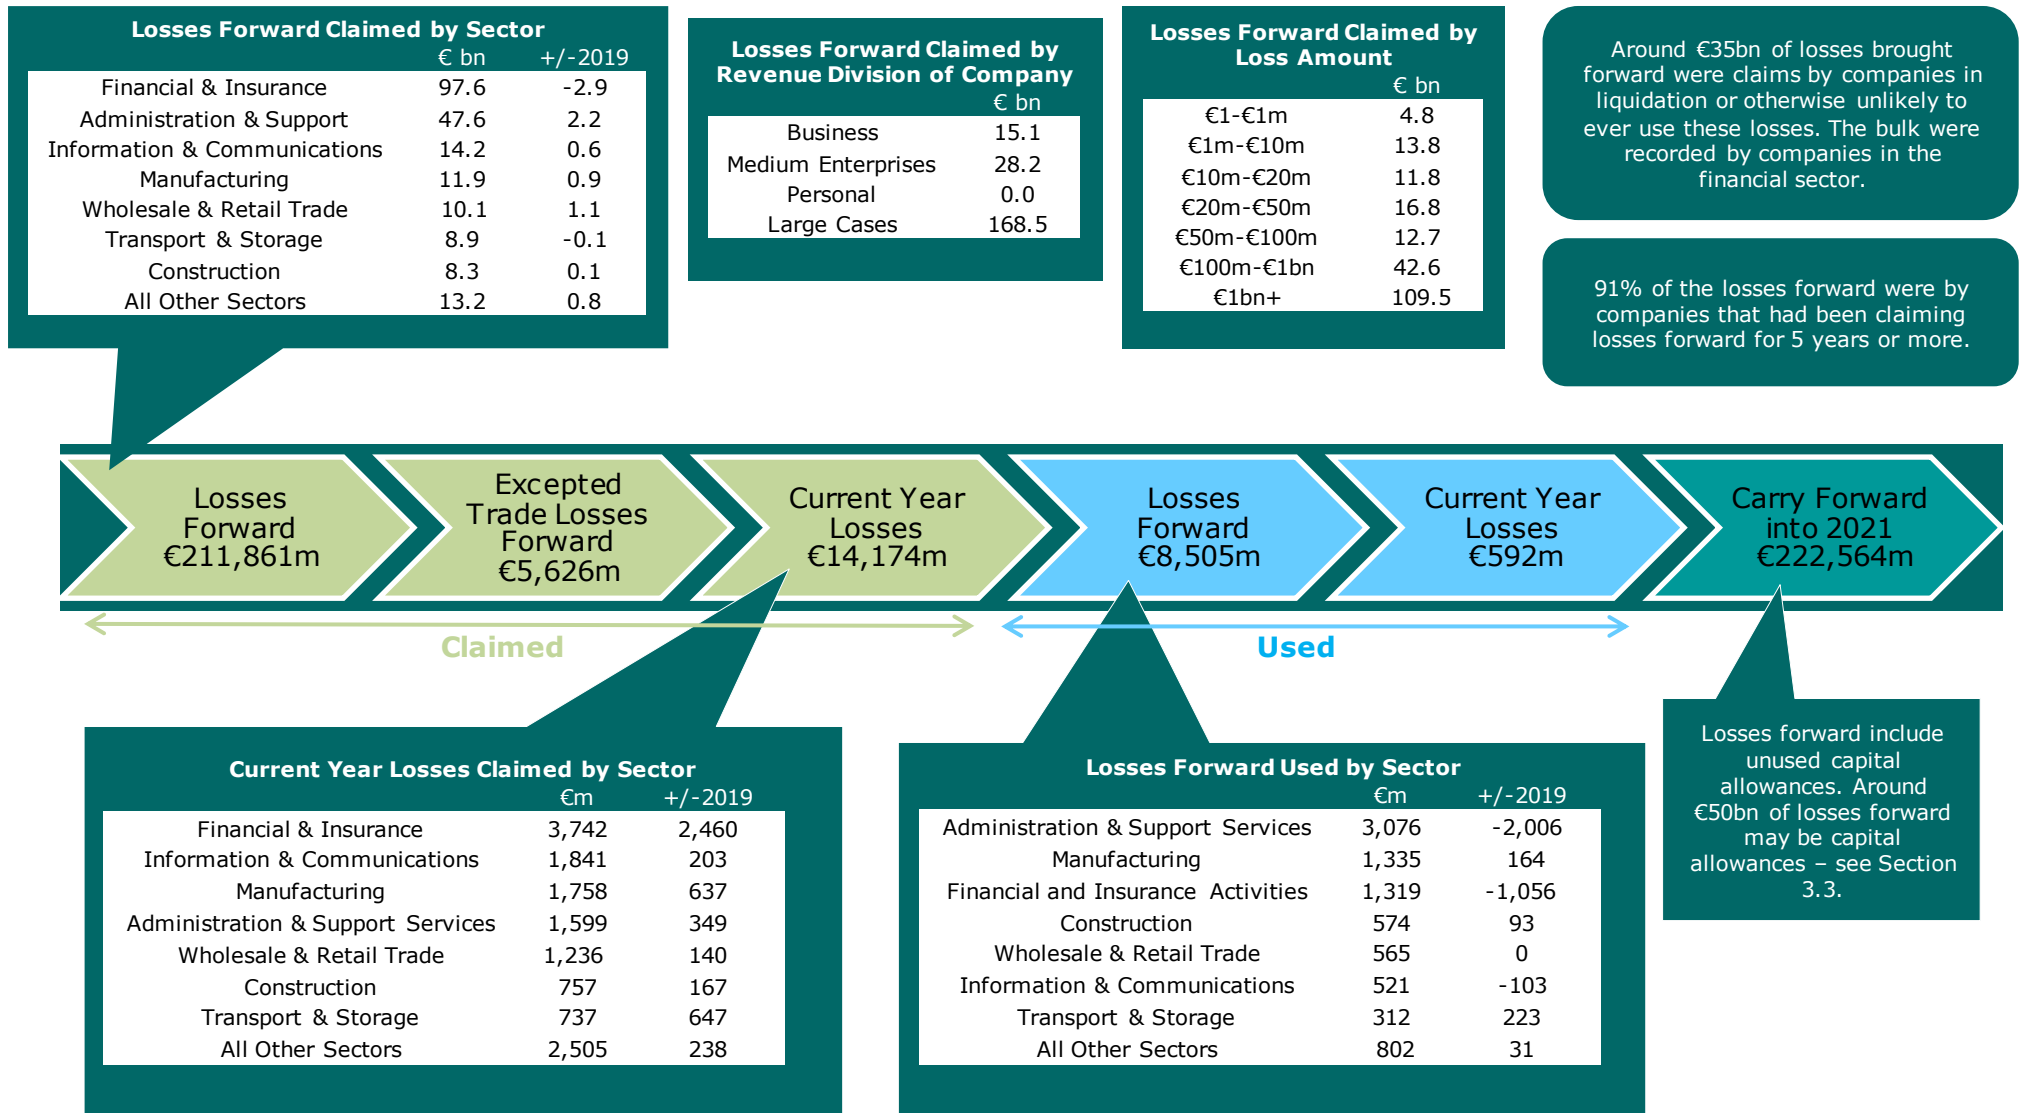 Losses Forward Claimed by Sector
€ bn +/-2019
Financial & Insurance 97.6 -2.9
Administration & Support 47.6 2.2
Information & Communications 14.2 0.6
Manufacturing 11.9 0.9
Wholesale & Retail Trade 10.1 1.1
Transport & Storage 8.9 -0.1
Construction 8.3 0.1
All Other Sectors 13.2 0.8
Losses Forward Claimed by
Revenue Division of Company
€ bn
Business 15.1
Medium Enterprises 28.2
Personal 0.0
Large Cases 168.5
Losses Forward Claimed by
Loss Amount
€ bn
€1-€1m 4.8
€1m-€10m 13.8
€10m-€20m 11.8
€20m-€50m 16.8
€50m-€100m 12.7
€100m-€1bn 42.6
€1bn+ 109.5
Around €35bn of losses brought
forward were claims by companies in
liquidation or otherwise unlikely to
ever use these losses. The bulk were
recorded by companies in the
financial sector.
91% of the losses forward were by
companies that had been claiming
losses forward for 5 years or more.
Losses
Forward
€211,861m
Excepted
Trade Losses
Forward
€5,626m
Current Year
Losses
€14,174m
Losses
Forward
€8,505m
Current Year
Losses
€592m
Carry Forward
into 2021
€222,564m
Claimed
Used
Current Year Losses Claimed by Sector
€m +/-2019
Financial & Insurance 3,742 2,460
Information & Communications 1,841 203
Manufacturing 1,758 637
Administration & Support Services 1,599 349
Wholesale & Retail Trade 1,236 140
Construction 757 167
Transport & Storage 737 647
All Other Sectors 2,505 238
Losses Forward Used by Sector
€m +/-2019
Administration & Support Services 3,076 -2,006
Manufacturing 1,335 164
Financial and Insurance Activities 1,319 -1,056
Construction 574 93
Wholesale & Retail Trade 565 0
Information & Communications 521 -103
Transport & Storage 312 223
All Other Sectors 802 31
Losses forward include
unused capital
allowances. Around
€50bn of losses forward
may be capital
allowances – see Section
3.3.